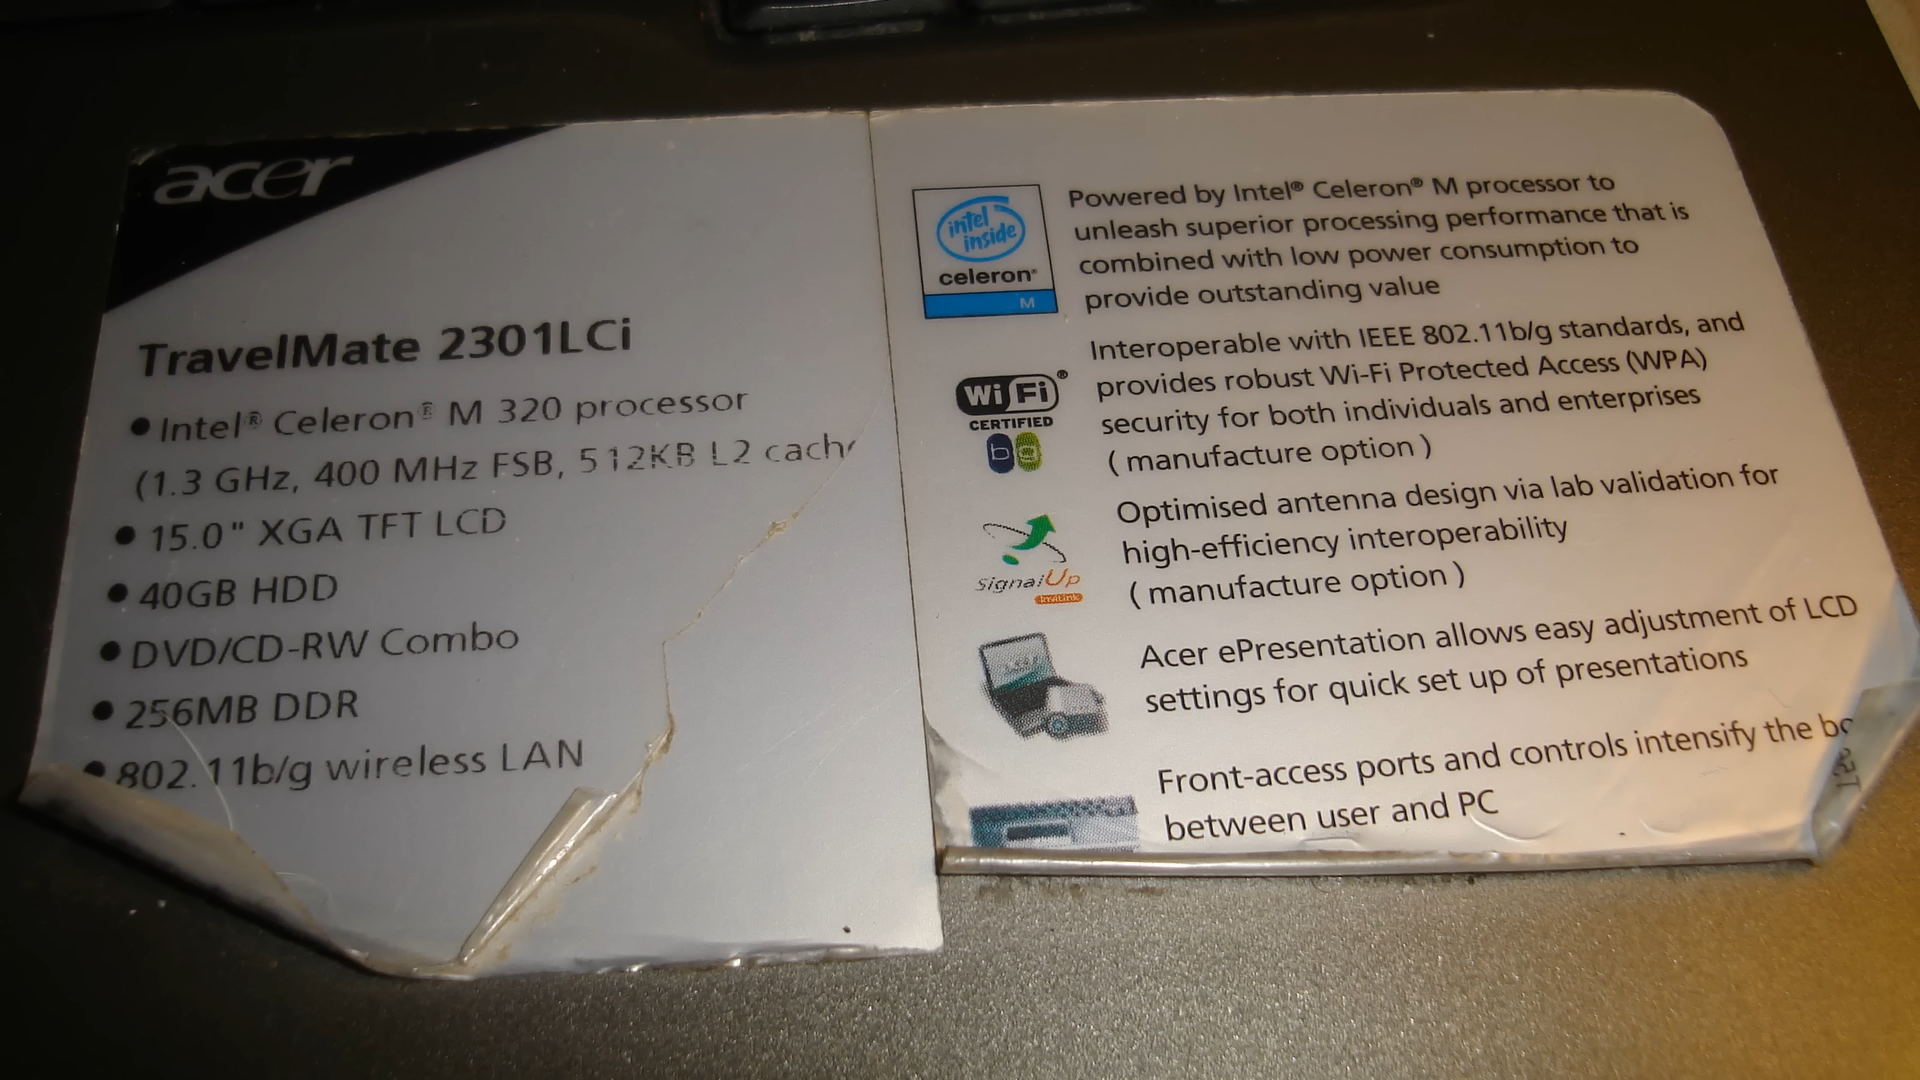 acer
TravelMate 2301LCi
• Intel® Celeron® M 320 processor
(1.3 GHz, 400 MHz FSB, 512KB L2 cach
• 15.0" XGA TFT LCD
• 40GB HDD
• DVD/CD-RW Combo
• 256MB DDR
• 802.11b/g wireless LAN
intel
inside
celeron®
M
Powered by Intel® Celeron® M processor to
unleash superior processing performance that is
combined with low power consumption to
provide outstanding value
Wi Fi®
CERTIFIED
b g
Interoperable with IEEE 802.11b/g standards, and
provides robust Wi-Fi Protected Access (WPA)
security for both individuals and enterprises
( manufacture option )
SignalUp
InviLink
Optimised antenna design via lab validation for
high-efficiency interoperability
( manufacture option )
Acer ePresentation allows easy adjustment of LCD
settings for quick set up of presentations
Front-access ports and controls intensify the bo
between user and PC